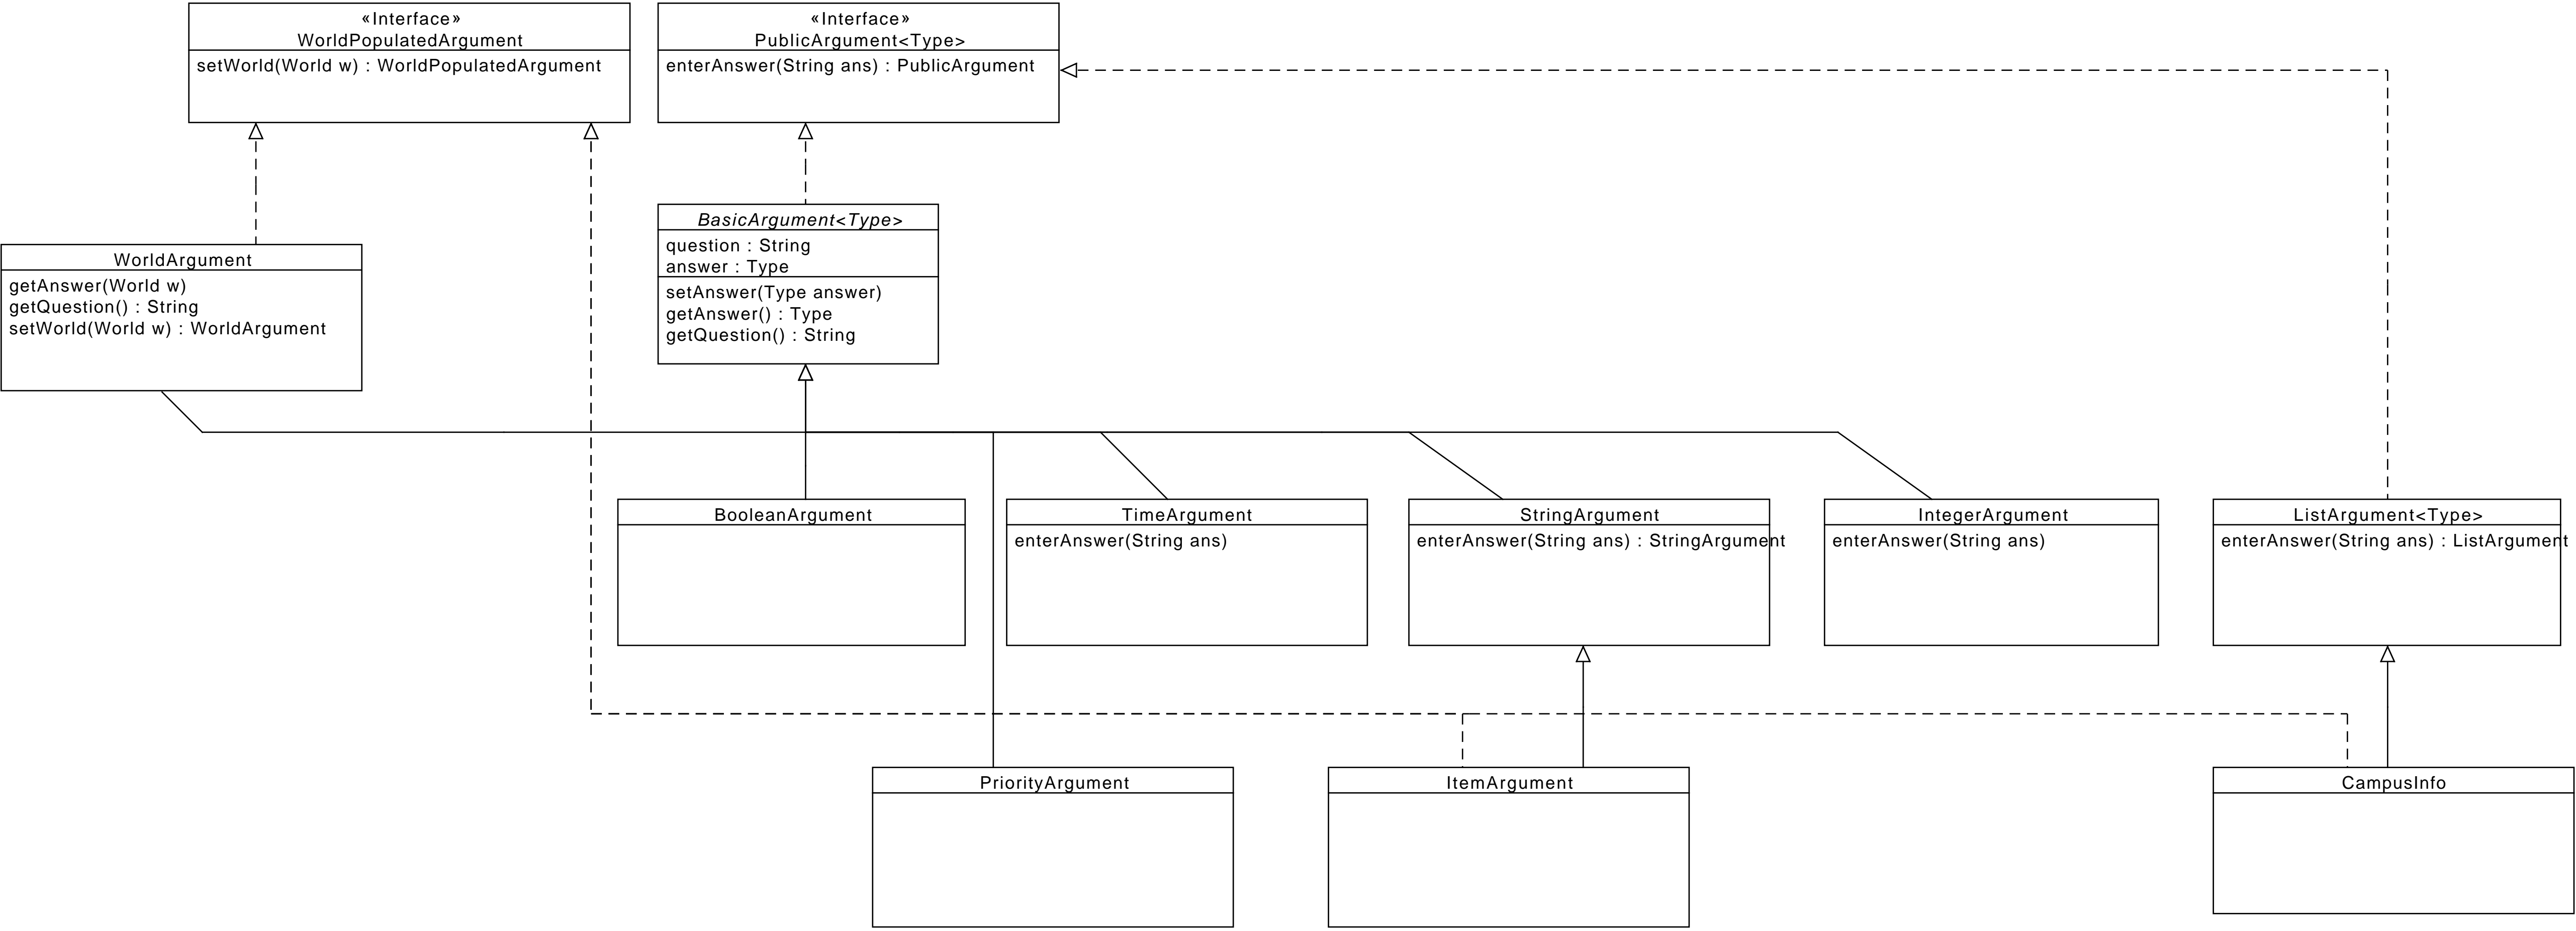 «Interface»
WorldPopulatedArgument
setWorld(World w) : WorldPopulatedArgument
«Interface»
PublicArgument<Type>
enterAnswer(String ans) : PublicArgument
BasicArgument<Type>
question : String
answer : Type
setAnswer(Type answer)
getAnswer() : Type
getQuestion() : String
WorldArgument
getAnswer(World w)
getQuestion() : String
setWorld(World w) : WorldArgument
BooleanArgument
TimeArgument
enterAnswer(String ans)
StringArgument
enterAnswer(String ans) : StringArgument
IntegerArgument
enterAnswer(String ans)
ListArgument<Type>
enterAnswer(String ans) : ListArgument
PriorityArgument
ItemArgument
CampusInfo